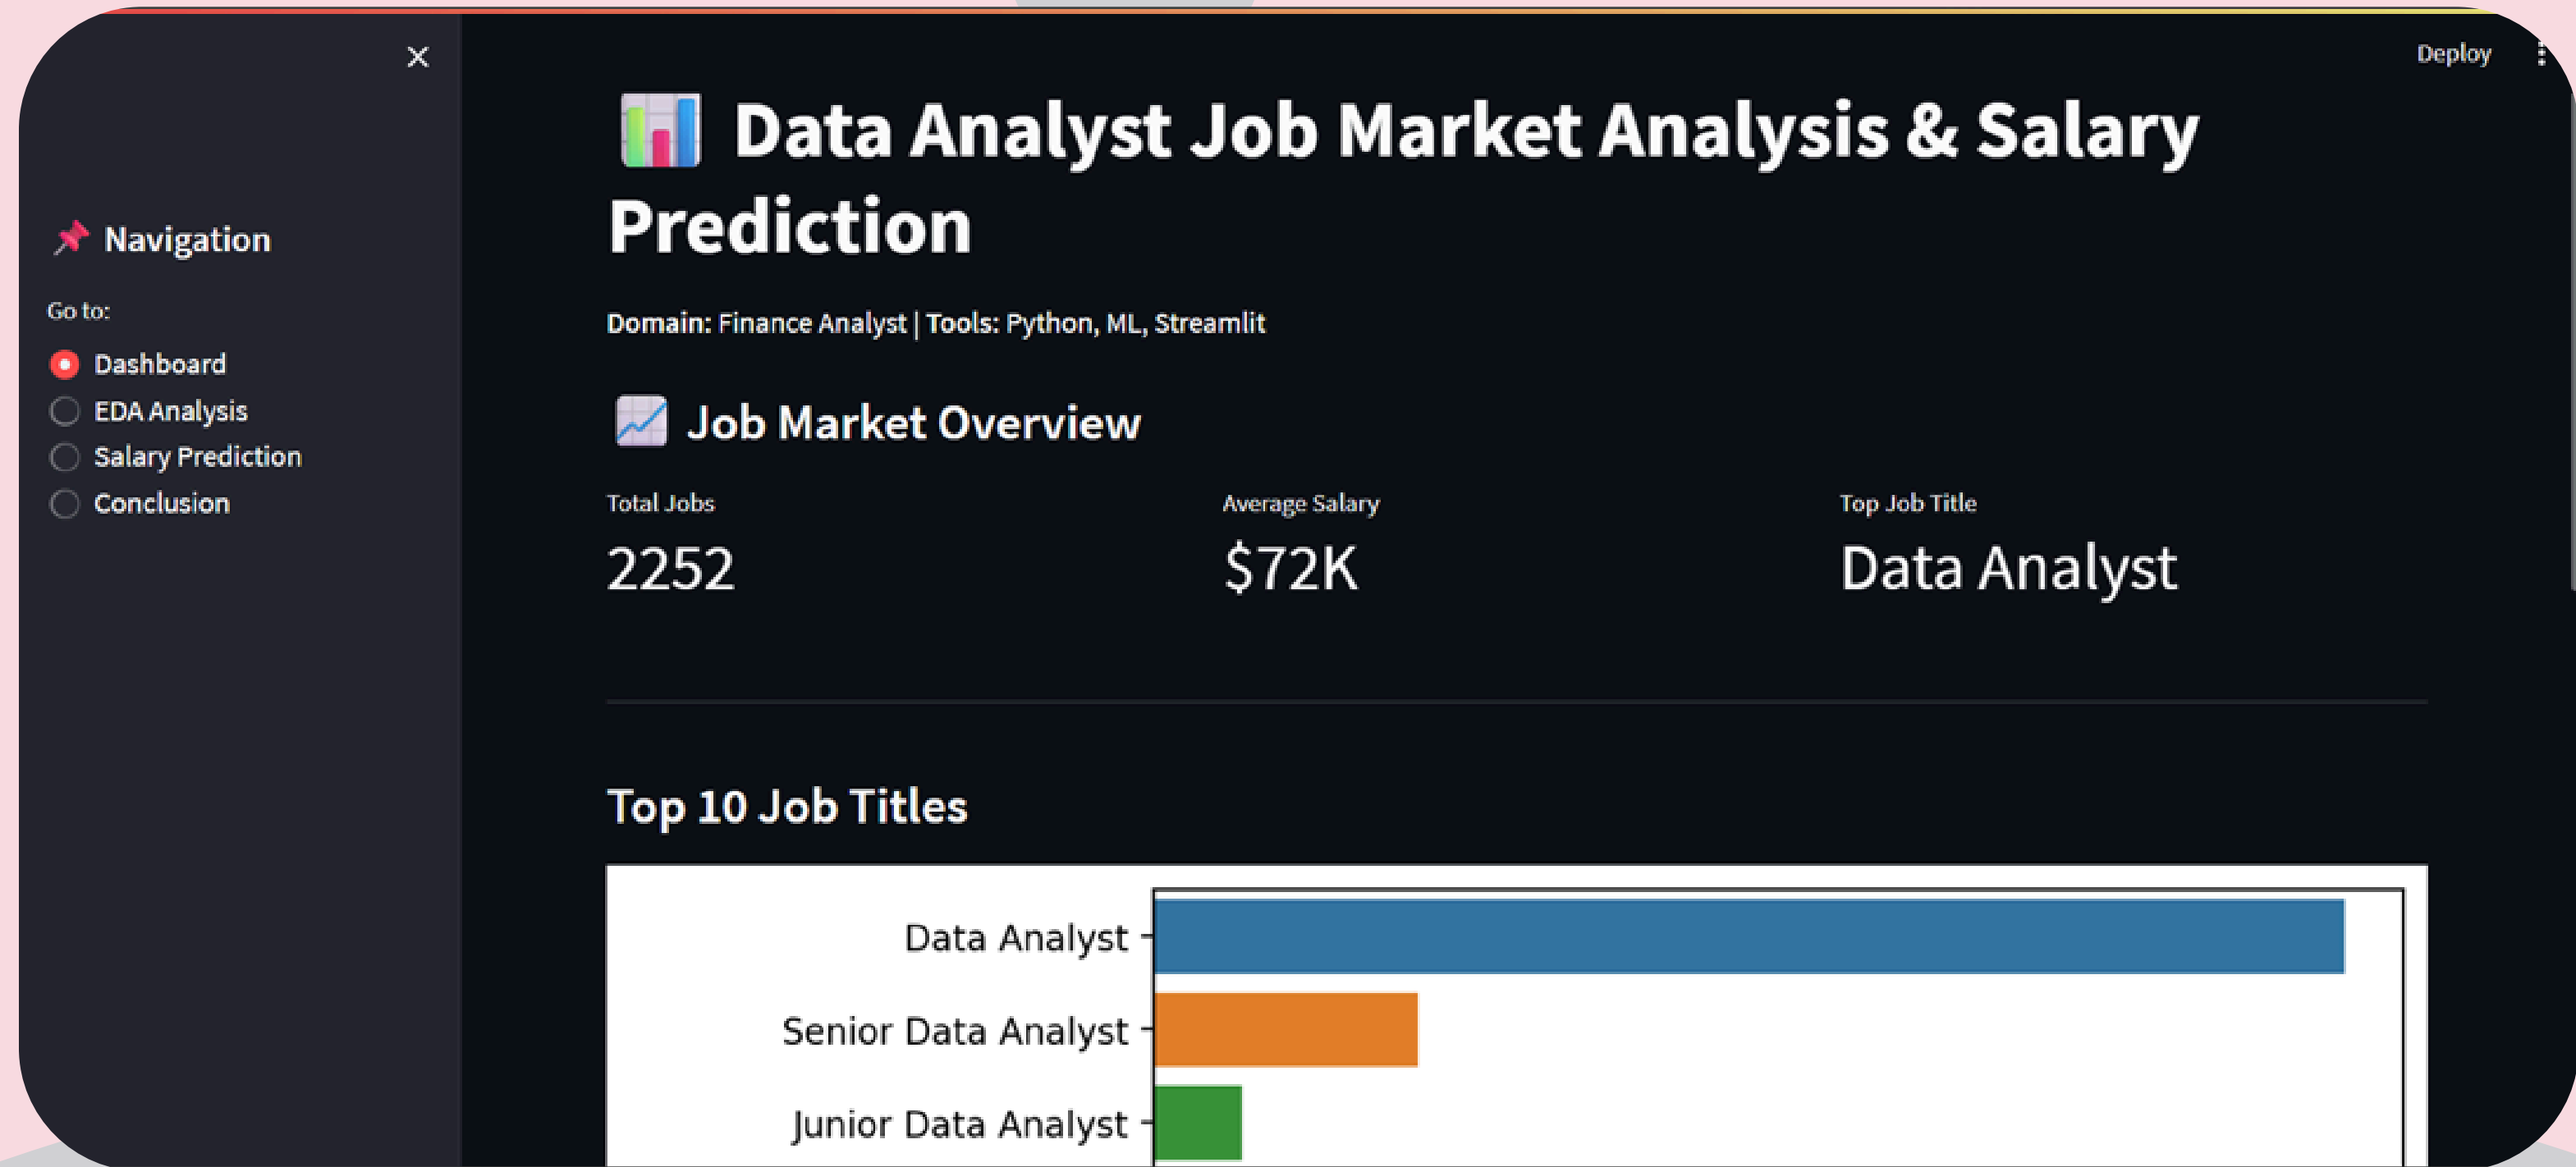 Deploy
Navigation
Go to:
Dashboard
EDA Analysis
Salary Prediction
Conclusion
Data Analyst Job Market Analysis & Salary
Prediction
Domain: Finance Analyst | Tools: Python, ML, Streamlit
Job Market Overview
Total Jobs
2252
Average Salary
$72K
Top Job Title
Data Analyst
Top 10 Job Titles
Data Analyst
Senior Data Analyst
Junior Data Analyst